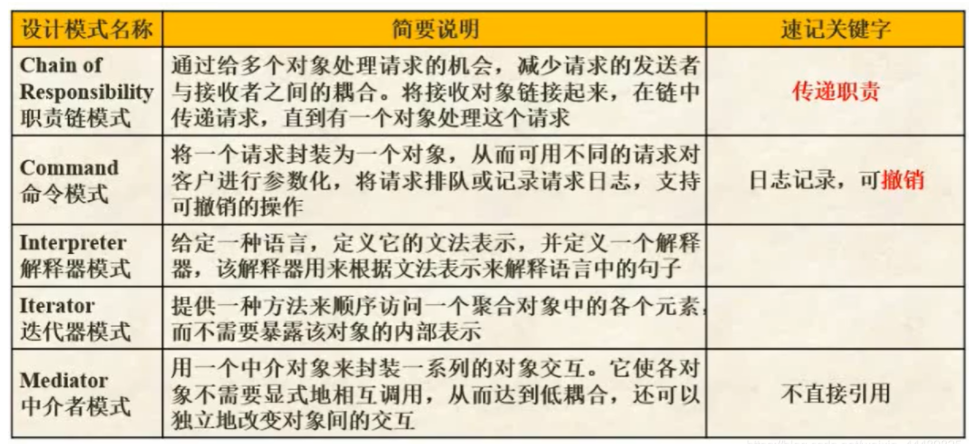 设计模式名称 简要说明 速记关键字
Chain of
Responsibility
职责链模式
通过给多个对象处理请求的机会，减少请求的发送者
与接收者之间的耦合。将接收对象链接起来，在链中
传递请求，直到有一个对象处理这个请求
传递职责
Command
命令模式
将一个请求封装为一个对象，从而可用不同的请求对
客户进行参数化，将请求排队或记录请求日志，支持
可撤销的操作
日志记录，可撤销
Interpreter
解释器模式
给定一种语言，定义它的文法表示，并定义一个解释
器，该解释器用来根据文法表示来解释语言中的句子
Iterator
迭代器模式
提供一种方法来顺序访问一个聚合对象中的各个元素，
而不需要暴露该对象的内部表示
Mediator
中介者模式
用一个中介对象来封装一系列的对象交互。它使各对
象不需要显式地相互调用，从而达到低耦合，还可以
独立地改变对象间的交互
不直接引用